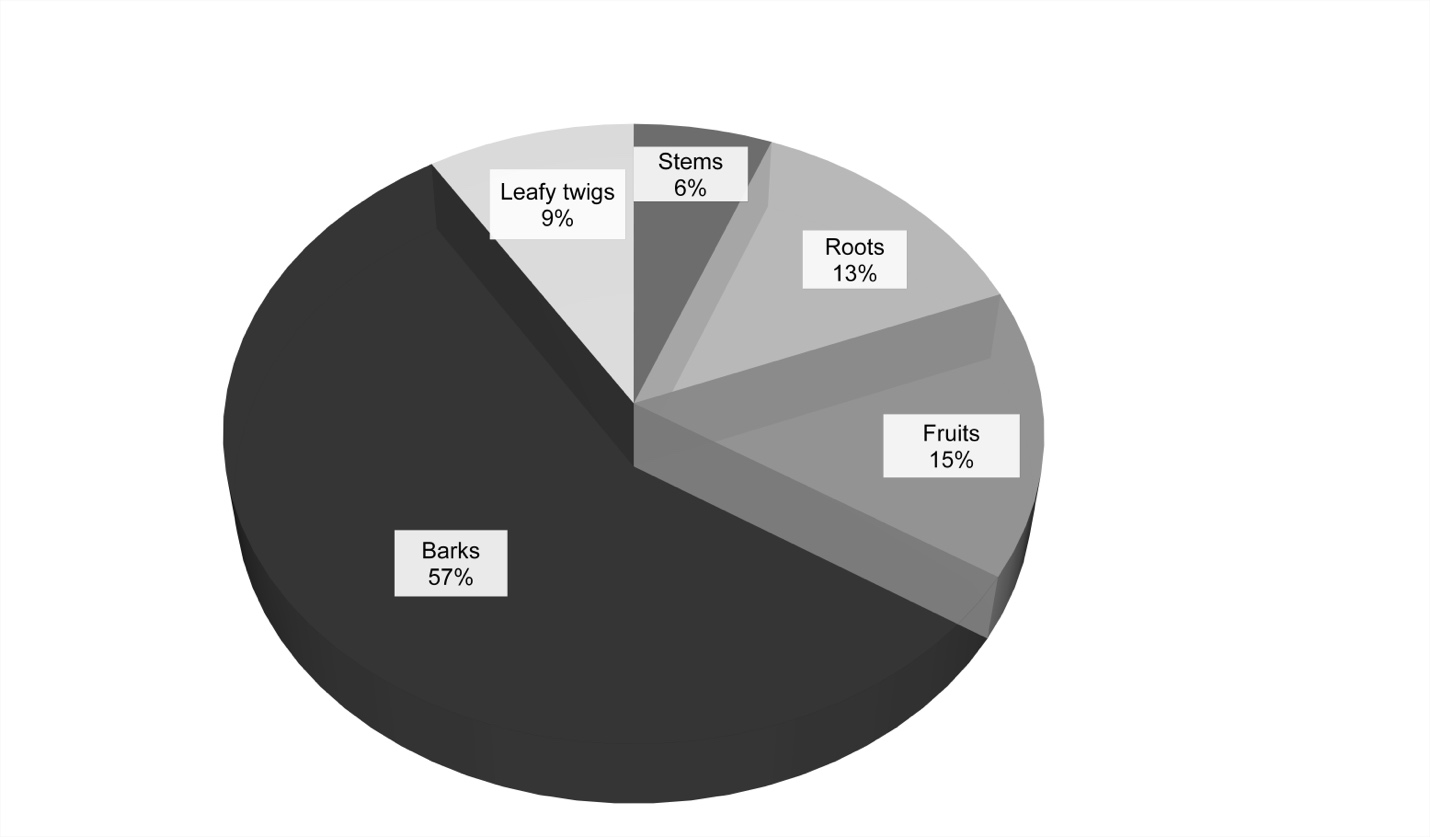 Stems
6%
Leafy twigs
9%
Roots
13%
Fruits
15%
Barks
57%